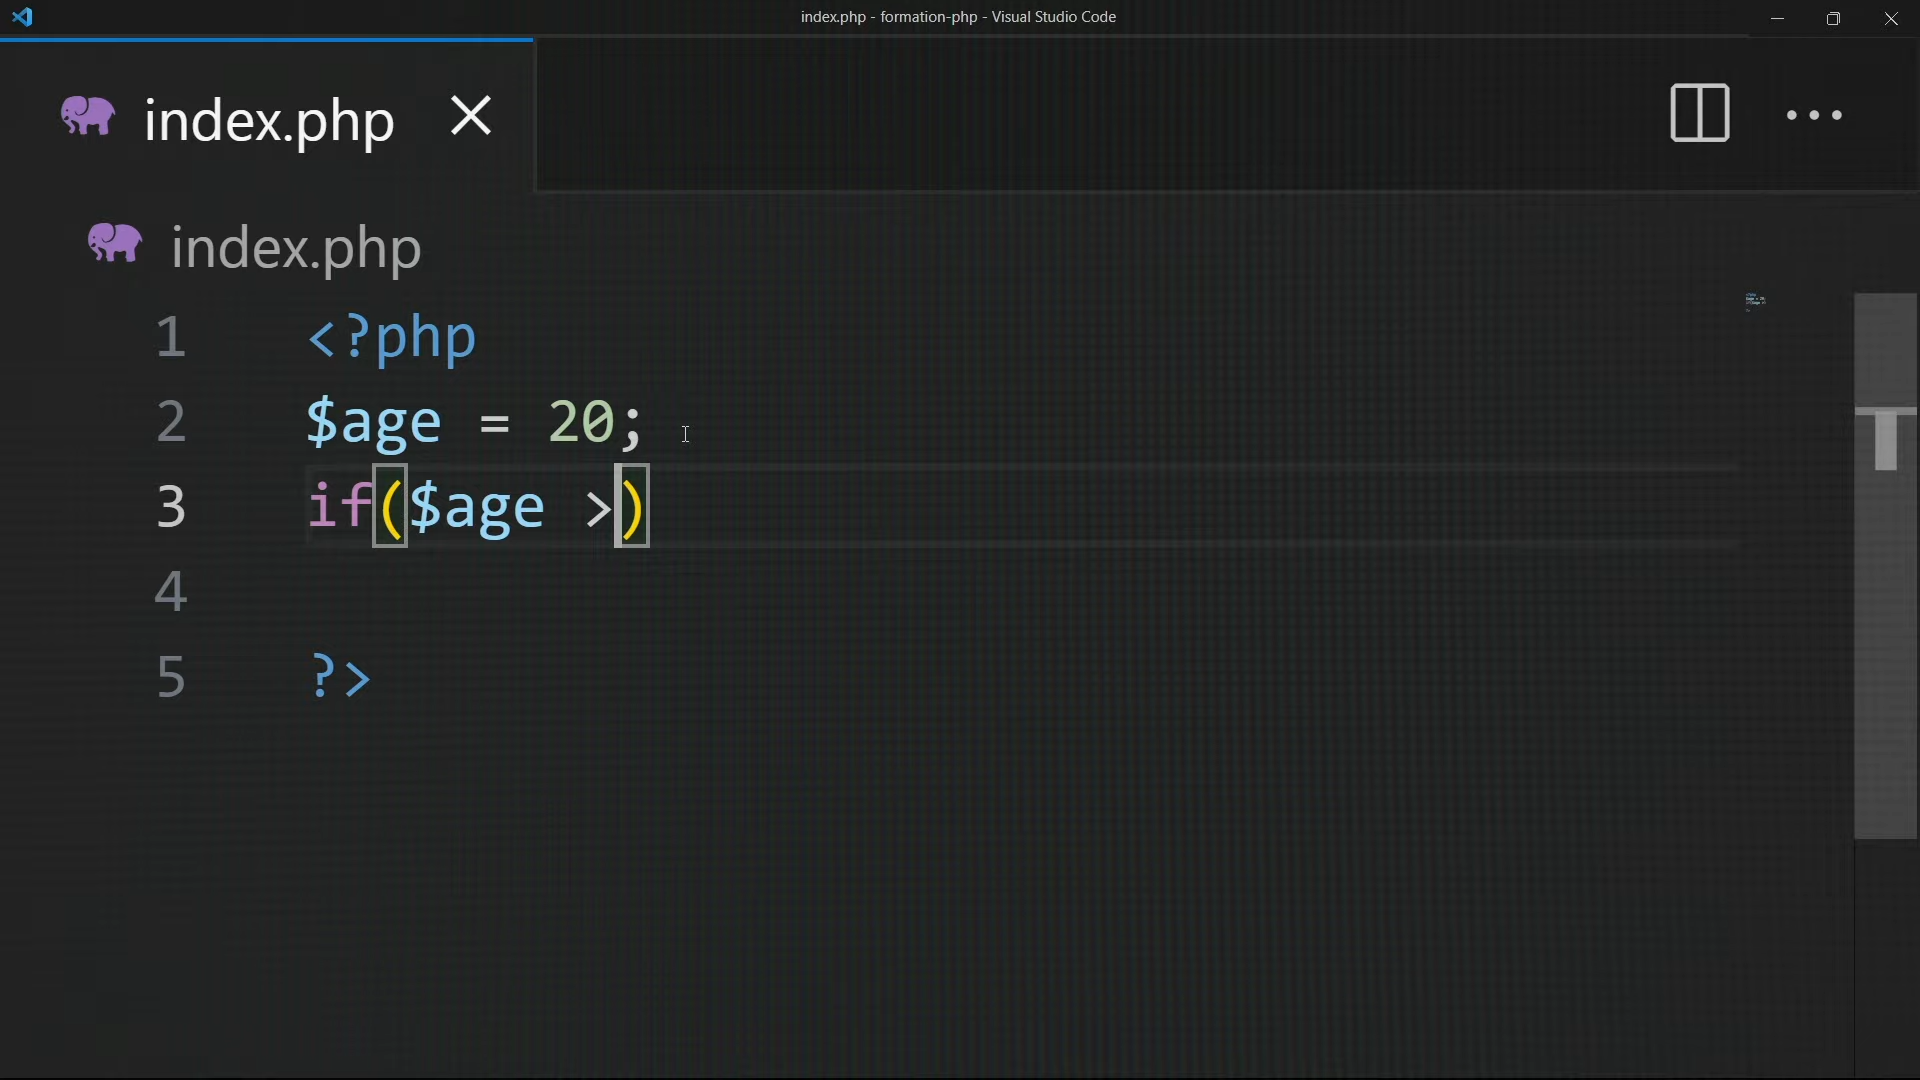 index.php - formation-php - Visual Studio Code
index.php
index.php
1 <?php
2 $age = 20;
3 if($age >)
4
5 ?>